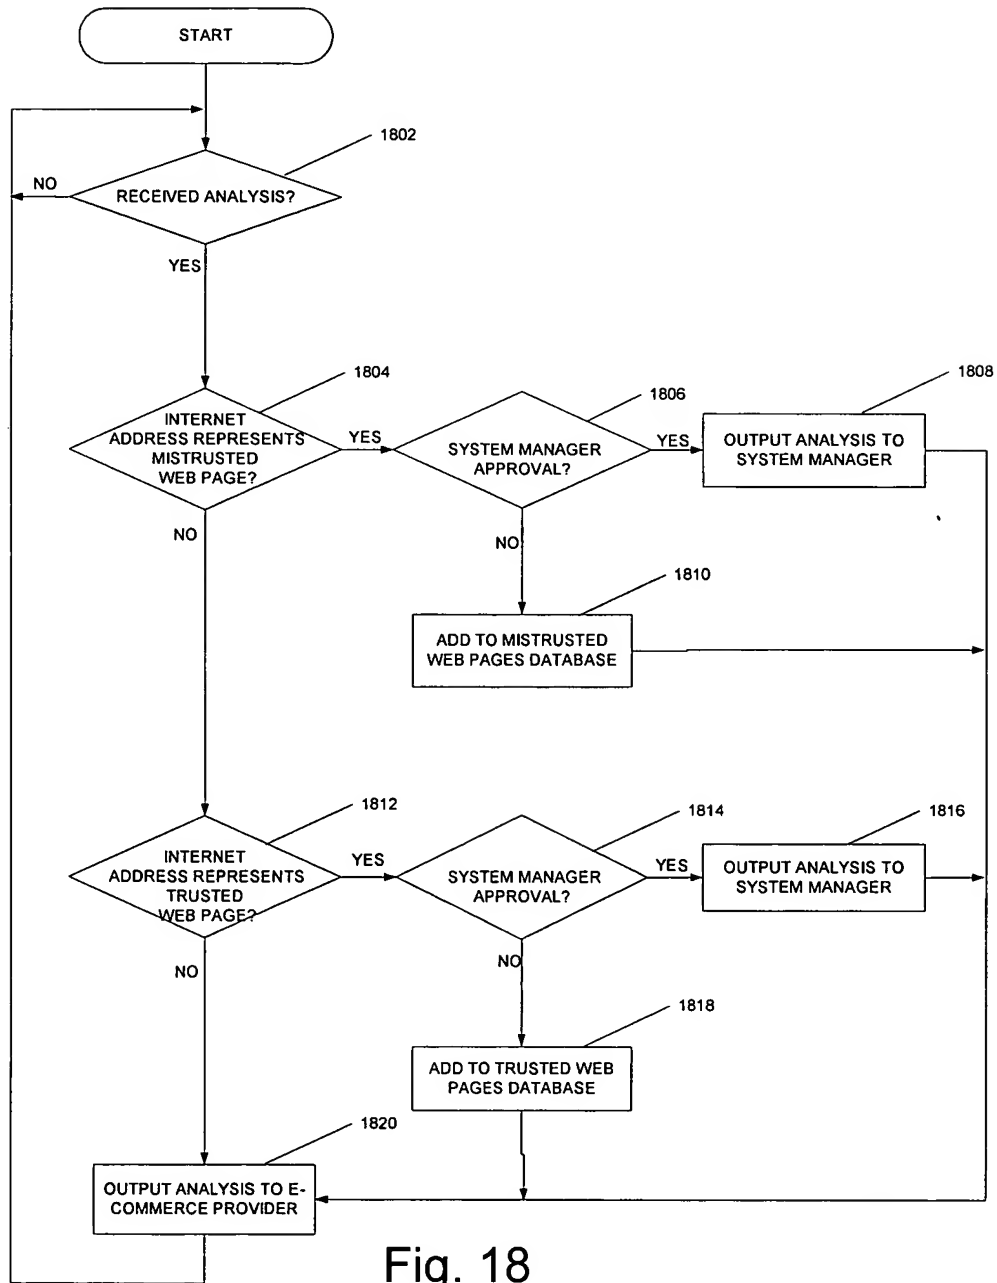 START
1802
NO
RECEIVED ANALYSIS?
YES
1804
INTERNET
ADDRESS REPRESENTS
MISTRUSTED
WEB PAGE?
YES
1806
SYSTEM MANAGER
APPROVAL?
YES
1808
OUTPUT ANALYSIS TO
SYSTEM MANAGER
NO
NO
1810
ADD TO MISTRUSTED
WEB PAGES DATABASE
1812
INTERNET
ADDRESS REPRESENTS
TRUSTED
WEB PAGE?
YES
1814
SYSTEM MANAGER
APPROVAL?
YES
1816
OUTPUT ANALYSIS TO
SYSTEM MANAGER
NO
NO
1818
ADD TO TRUSTED WEB
PAGES DATABASE
1820
OUTPUT ANALYSIS TO E-
COMMERCE PROVIDER
Fig. 18